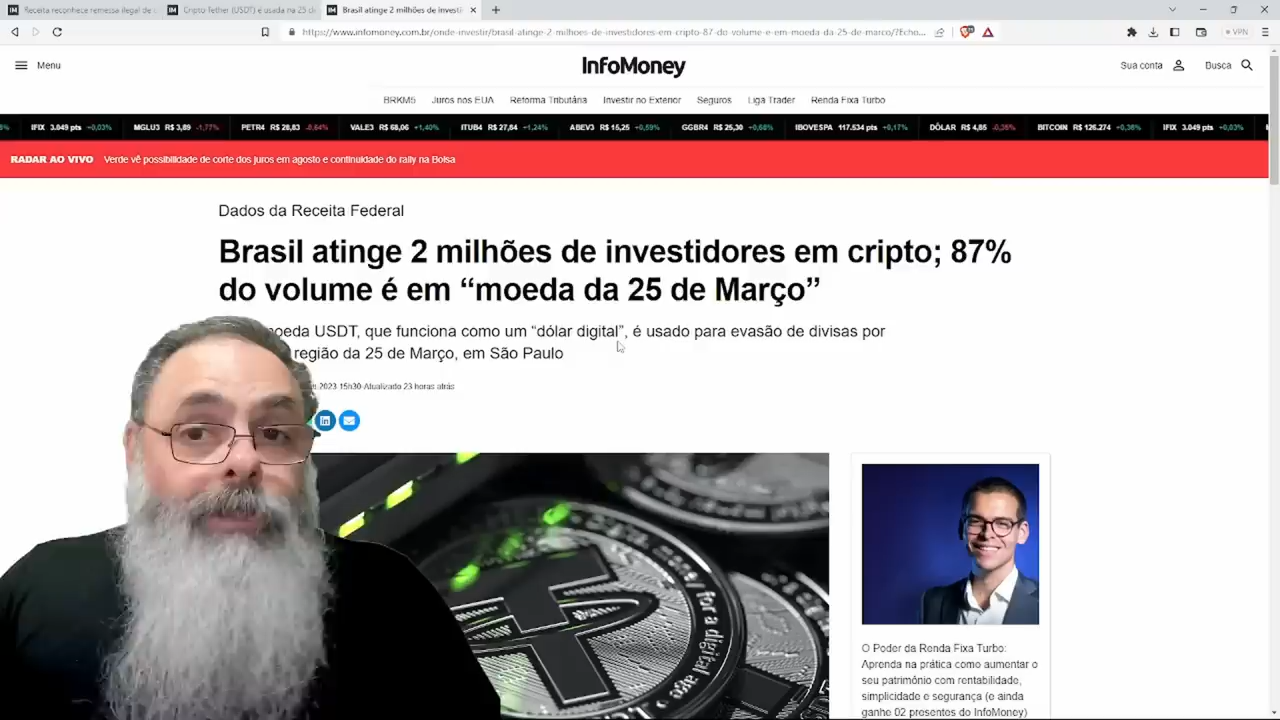 Receita reconhece remessa ilegal de
Cripto Tether (USDT) é usada na 25 d
Brasil atinge 2 milhões de investi
https://www.infomoney.com.br/onde-investir/brasil-atinge-2-milhoes-de-investidores-em-cripto-87-do-volume-e-em-moeda-da-25-de-marco/?Echo...
VPN
Menu
InfoMoney
Sua conta
Busca
BRKM5 Juros nos EUA Reforma Tributária Investir no Exterior Seguros Liga Trader Renda Fixa Turbo
IFIX 3.049 pts +0,03% MGLU3 R$ 3,89 -1,77% PETR4 R$ 28,83 -0,64% VALE3 R$ 68,06 +1,40% ITUB4 R$ 27,84 +1,24% ABEV3 R$ 15,25 +0,59% GGBR4 R$ 25,30 +0,68% IBOVESPA 117.534 pts +0,17% DÓLAR R$ 4,85 -0,35% BITCOIN R$ 126.274 +0,38% IFIX 3.049 pts +0,03%
RADAR AO VIVO Verde vê possibilidade de corte dos juros em agosto e continuidade do rally na Bolsa
Dados da Receita Federal
Brasil atinge 2 milhões de investidores em cripto; 87%
do volume é em “moeda da 25 de Março”
moeda USDT, que funciona como um “dólar digital”, é usado para evasão de divisas por
região da 25 de Março, em São Paulo
2023 15h30-Atualizado 23 horas atrás
for a digital age
O Poder da Renda Fixa Turbo:
Aprenda na prática como aumentar o
seu patrimônio com rentabilidade,
simplicidade e segurança (e ainda
ganhe 02 presentes do InfoMoney)